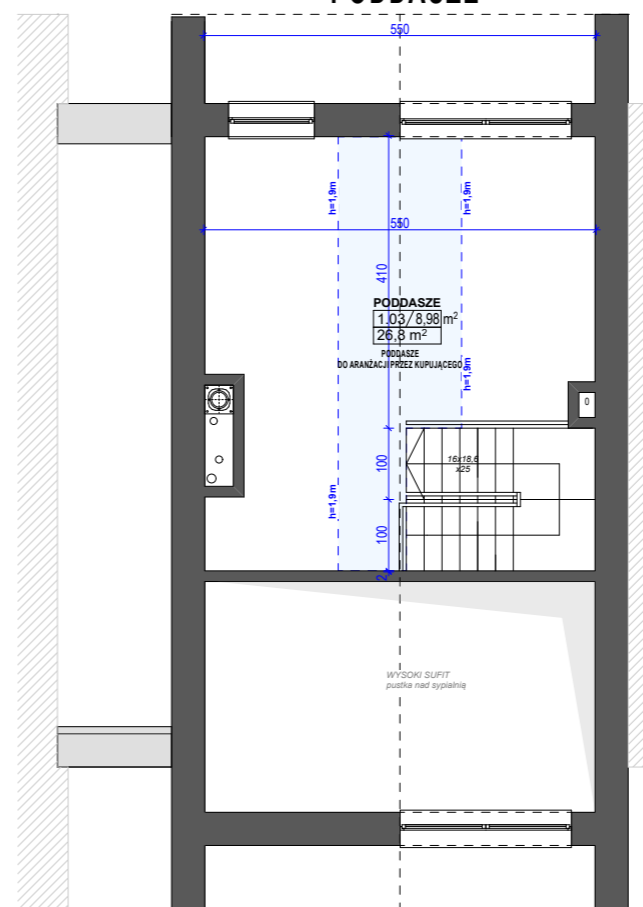 PODDASZE
550
h=1,9m
h=1,9m
550
410
PODDASZE
1.03/8,98 m²
26,8 m²
PODDASZE
DO ARANŻACJI PRZEZ KUPUJĄCEGO
h=1,9m
0
100
16x18,6
x25
h=1,9m
100
2
WYSOKI SUFIT
pustka nad sypialnią